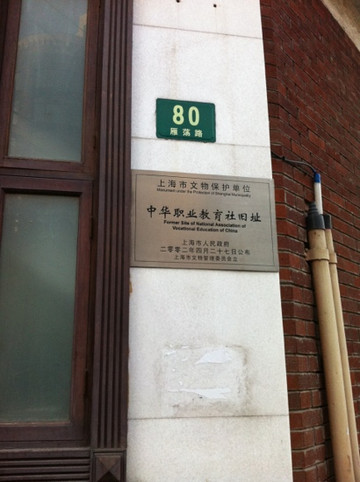 80
雁荡路
上海市文物保护单位
Monument under the Protection of Shanghai Municipality
中华职业教育社旧址
Former Site of National Association of
Vocational Education of China
上海市人民政府
二零零二年四月二十七日公布
上海市文物管理委员会立